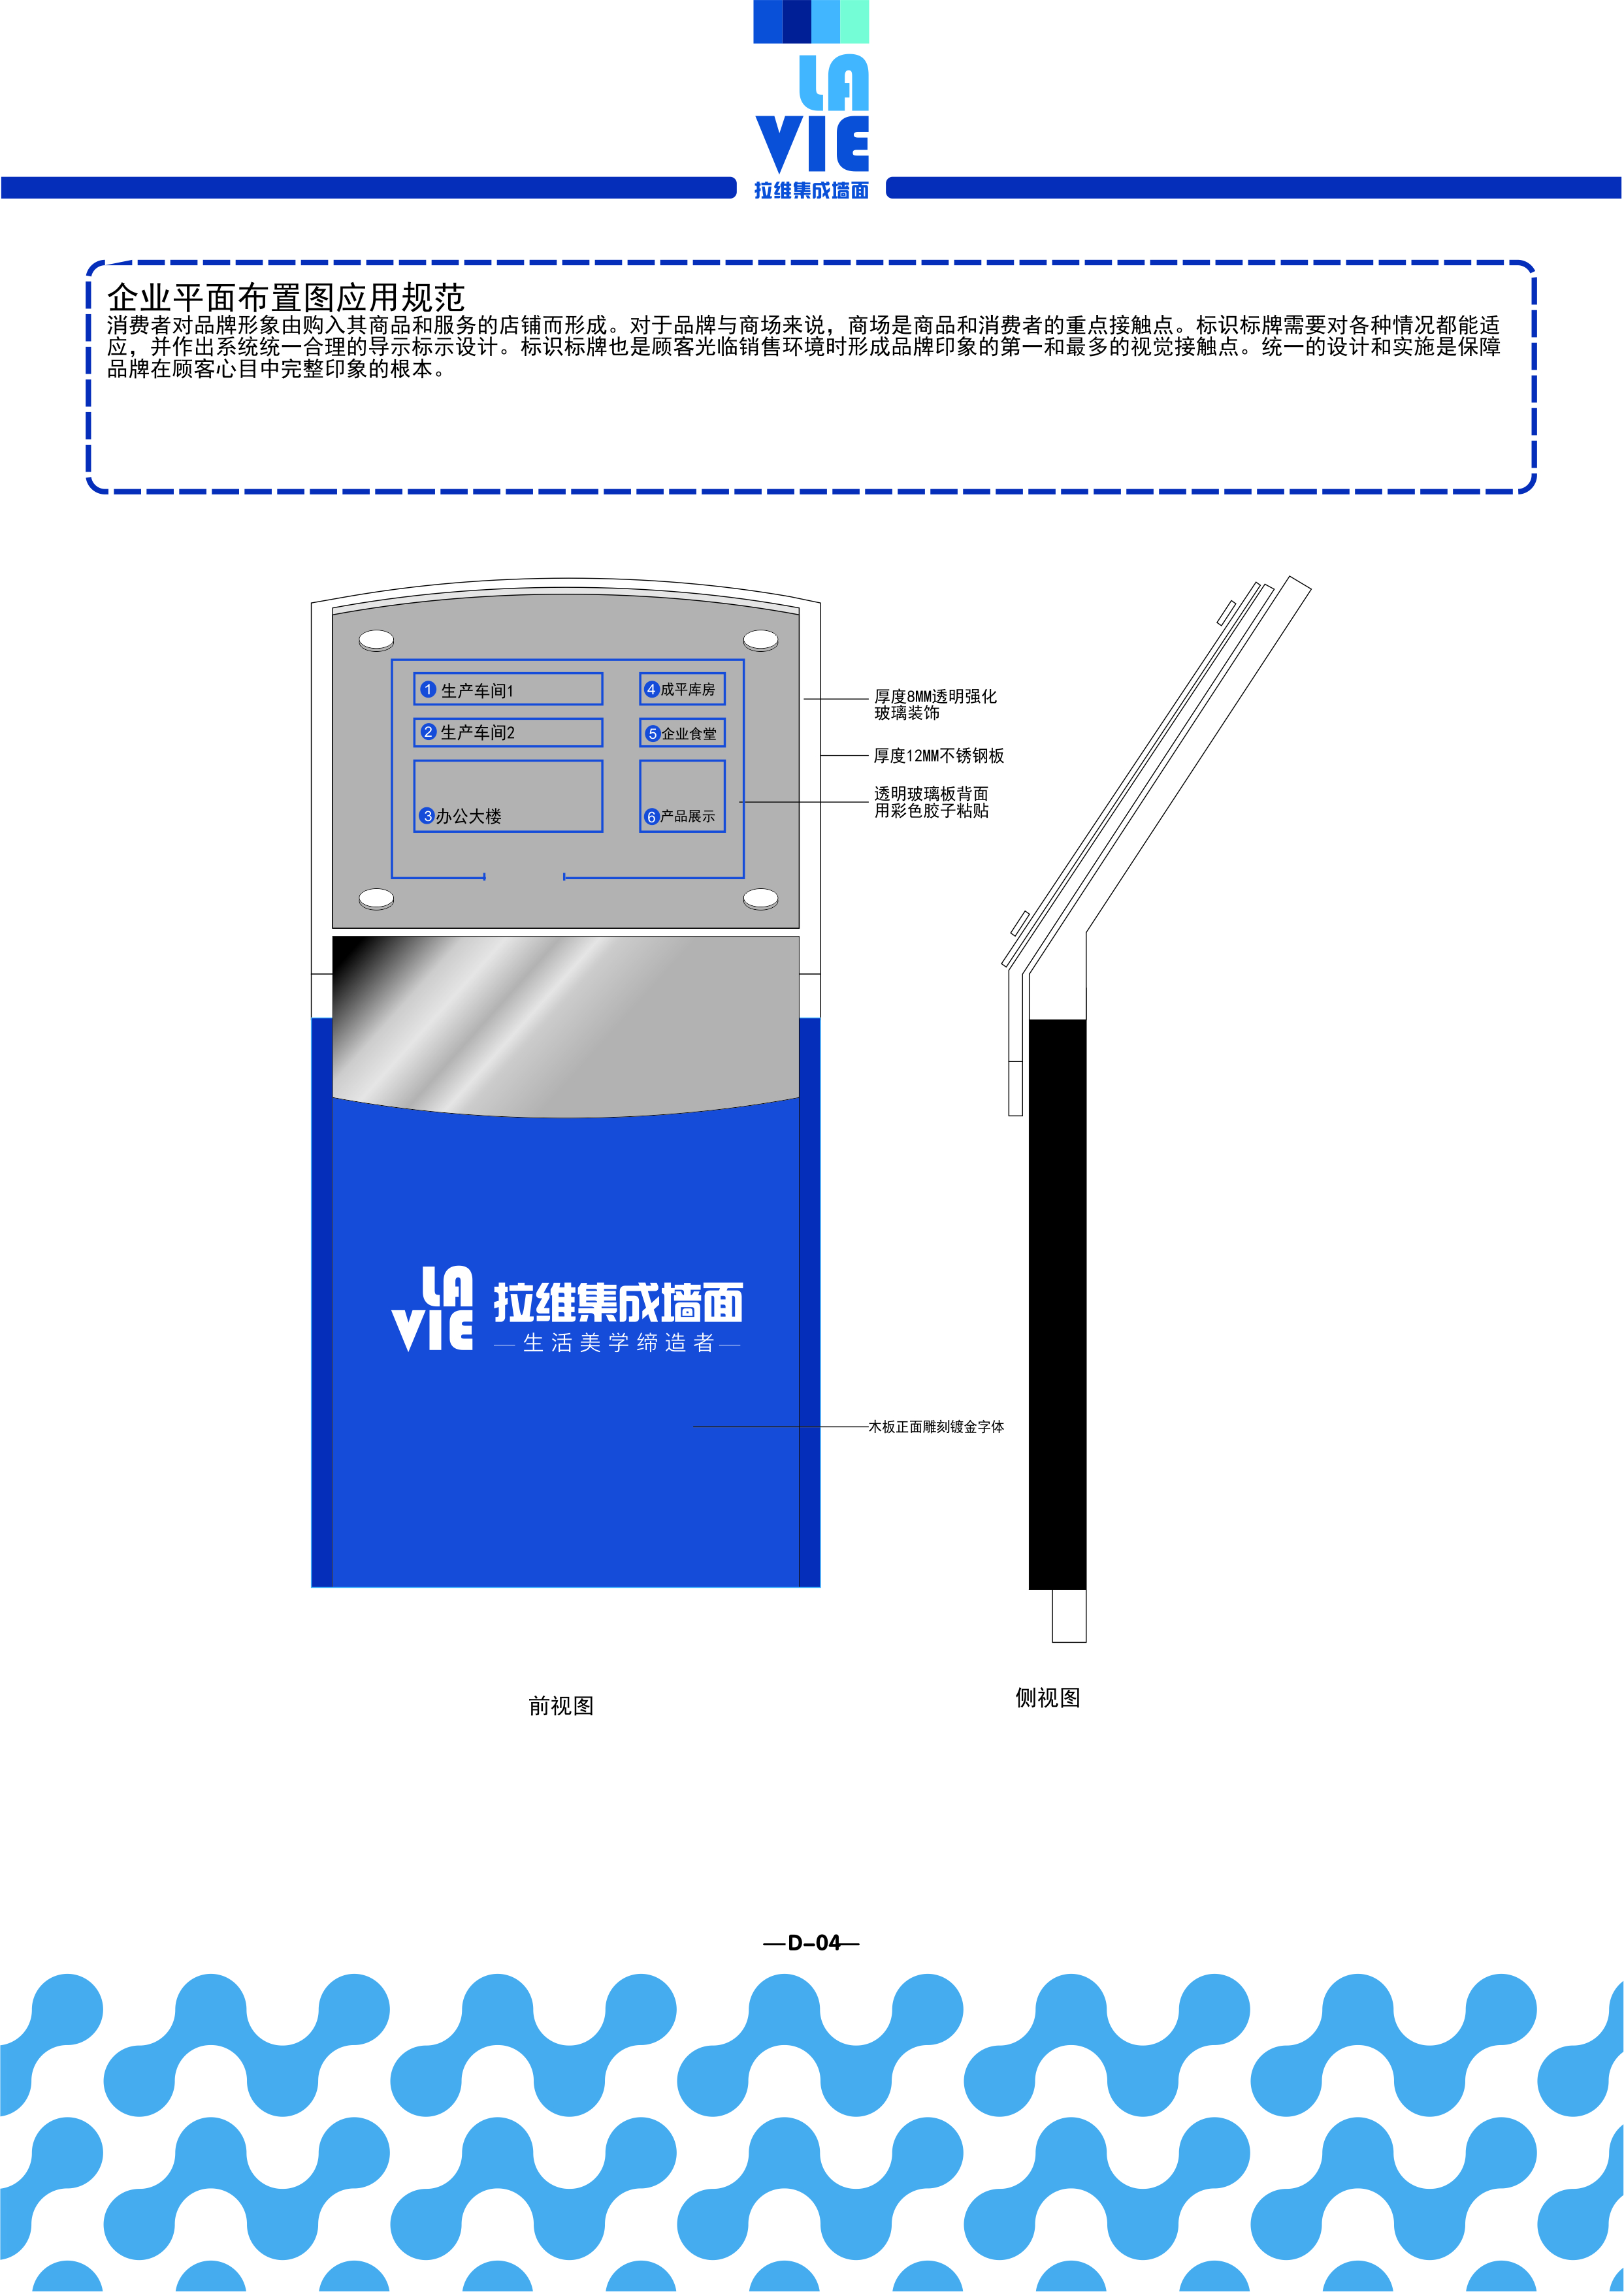 LA
VIE
拉维集成墙面
企业平面布置图应用规范
消费者对品牌形象由购入其商品和服务的店铺而形成。对于品牌与商场来说，商场是商品和消费者的重点接触点。标识标牌需要对各种情况都能适
应，并作出系统统一合理的导示标示设计。标识标牌也是顾客光临销售环境时形成品牌印象的第一和最多的视觉接触点。统一的设计和实施是保障
品牌在顾客心目中完整印象的根本。
1 生产车间1
4 成平库房
2 生产车间2
5 企业食堂
3 办公大楼
6 产品展示
厚度8MM透明强化
玻璃装饰
厚度12MM不锈钢板
透明玻璃板背面
用彩色胶子粘贴
LA
VIE
拉维集成墙面
— 生活美学缔造者 —
木板正面雕刻镀金字体
前视图
侧视图
—D-04—